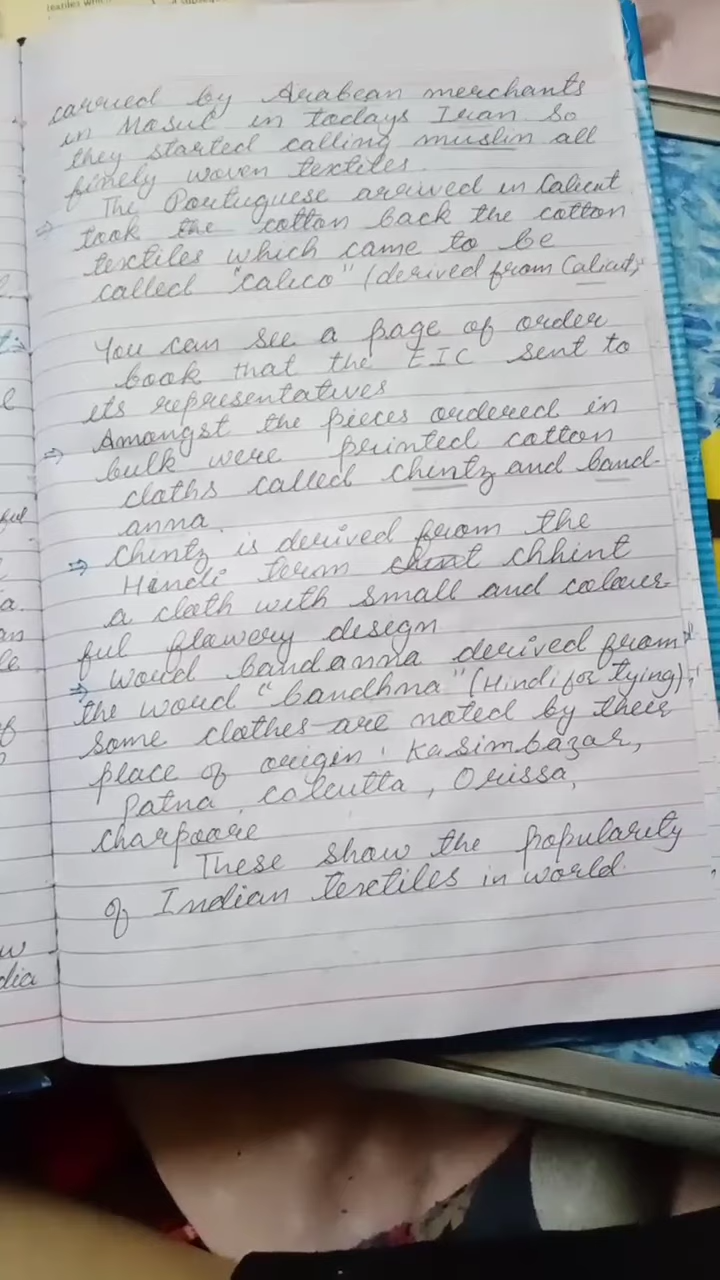 carried by Arabean merchants
in Mosul in todays Iran so
they started calling muslin all
finely woven textiles.
The Portuguese arrived in Calicut
⇒ took the cotton back the cotton
textiles which came to be
called "calico" (derived from Calicut)
You can see a page of order
book that the EIC sent to
its representatives
⇒ Amongst the pieces ordered in
bulk were printed cotton
cloths called chintz and band-
anna.
⇒ Chintz is derived from the
Hindi term chhint
a cloth with small and colour-
ful flowery design
⇒ word bandanna derived from
the word "bandhna" (Hindi for tying),
some clothes are noted by their
place of origin: Kasimbazar,
Patna, Calcutta, Orissa,
charpoore
These show the popularity
of Indian textiles in world.
dia